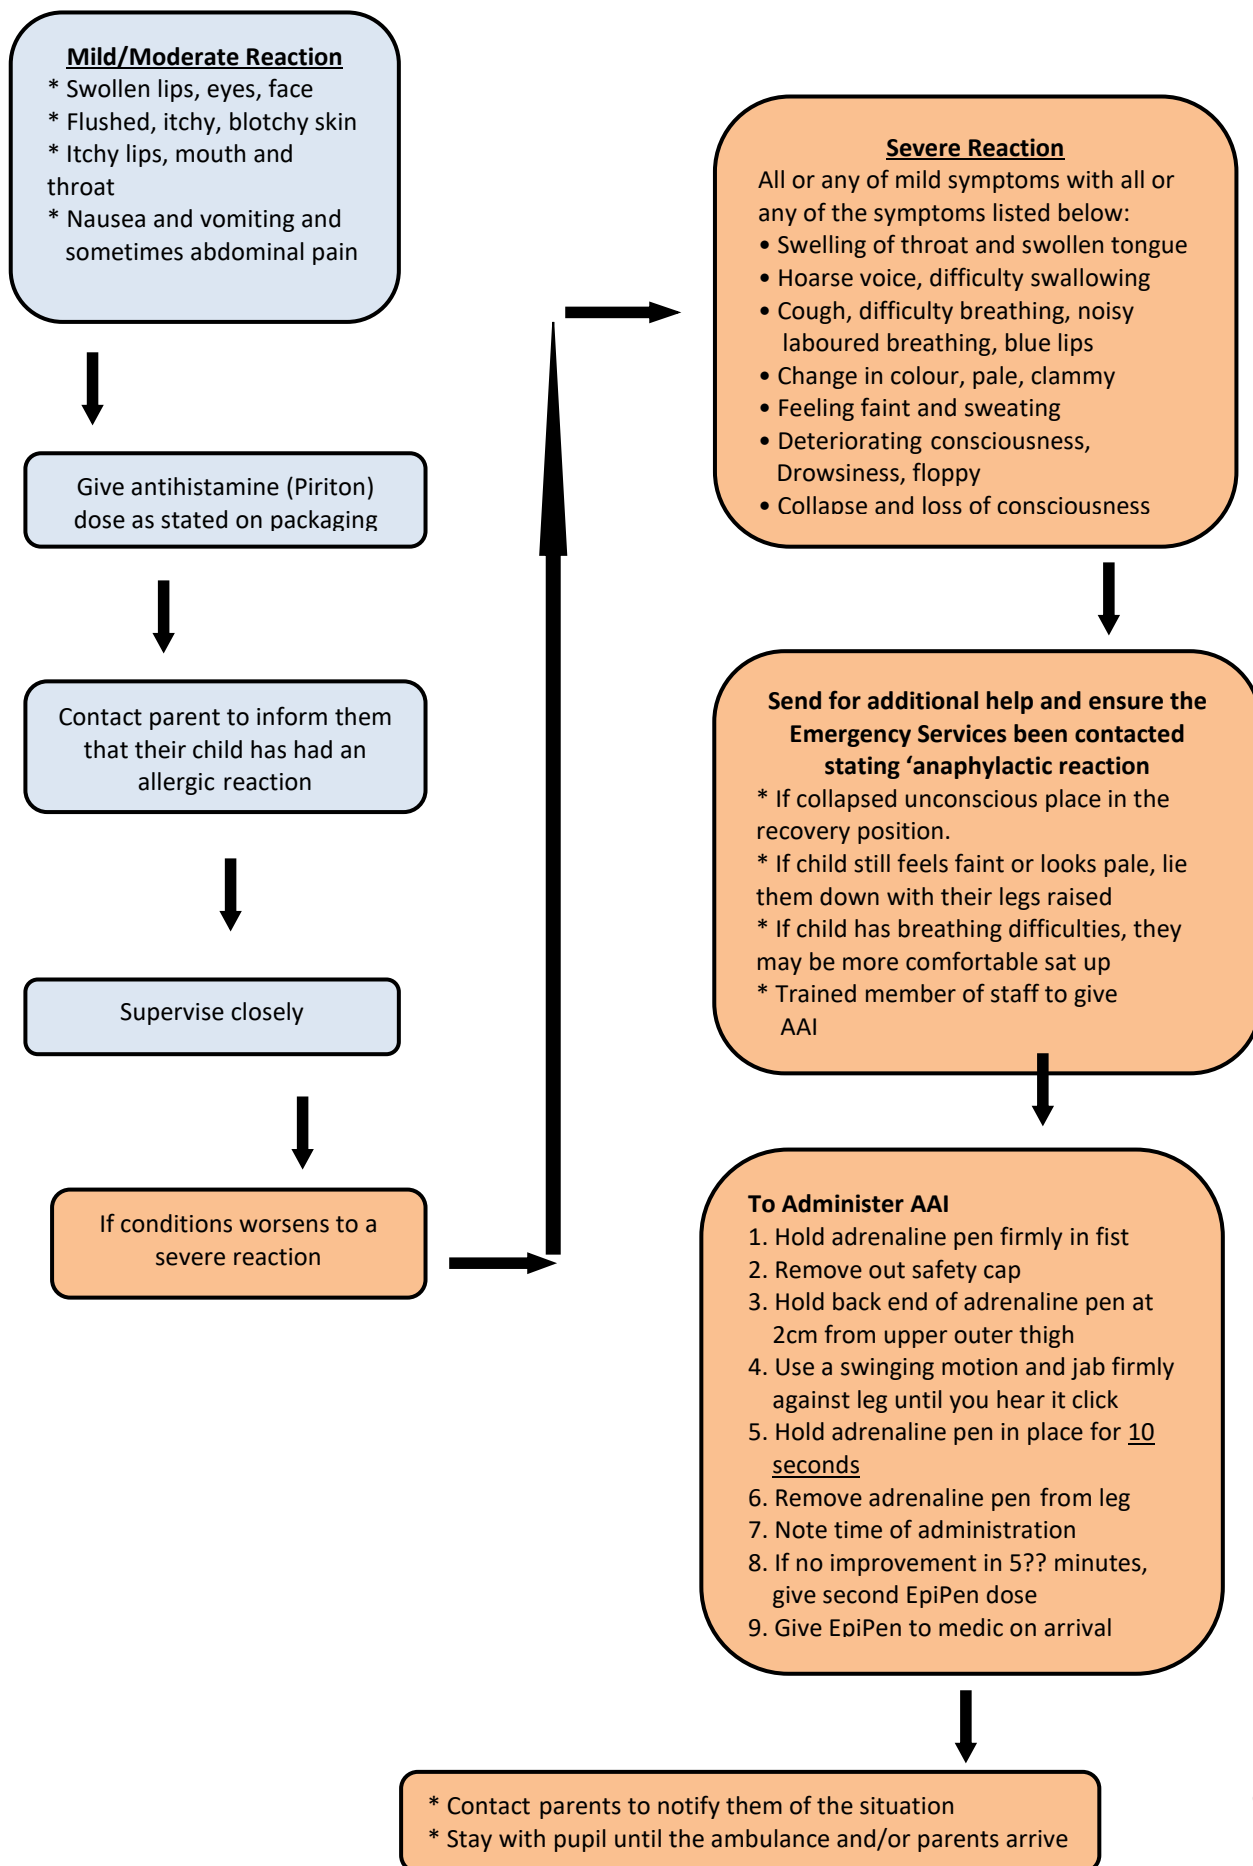 Mild/Moderate Reaction
* Swollen lips, eyes, face
* Flushed, itchy, blotchy skin
* Itchy lips, mouth and
throat
* Nausea and vomiting and
sometimes abdominal pain
Give antihistamine (Piriton)
dose as stated on packaging
Contact parent to inform them
that their child has had an
allergic reaction
Supervise closely
If conditions worsens to a
severe reaction
Severe Reaction
All or any of mild symptoms with all or
any of the symptoms listed below:
• Swelling of throat and swollen tongue
• Hoarse voice, difficulty swallowing
• Cough, difficulty breathing, noisy
laboured breathing, blue lips
• Change in colour, pale, clammy
• Feeling faint and sweating
• Deteriorating consciousness,
Drowsiness, floppy
• Collapse and loss of consciousness
Send for additional help and ensure the
Emergency Services been contacted
stating ‘anaphylactic reaction
* If collapsed unconscious place in the
recovery position.
* If child still feels faint or looks pale, lie
them down with their legs raised
* If child has breathing difficulties, they
may be more comfortable sat up
* Trained member of staff to give
AAI
To Administer AAI
1. Hold adrenaline pen firmly in fist
2. Remove out safety cap
3. Hold back end of adrenaline pen at
2cm from upper outer thigh
4. Use a swinging motion and jab firmly
against leg until you hear it click
5. Hold adrenaline pen in place for 10
seconds
6. Remove adrenaline pen from leg
7. Note time of administration
8. If no improvement in 5?? minutes,
give second EpiPen dose
9. Give EpiPen to medic on arrival
* Contact parents to notify them of the situation
* Stay with pupil until the ambulance and/or parents arrive